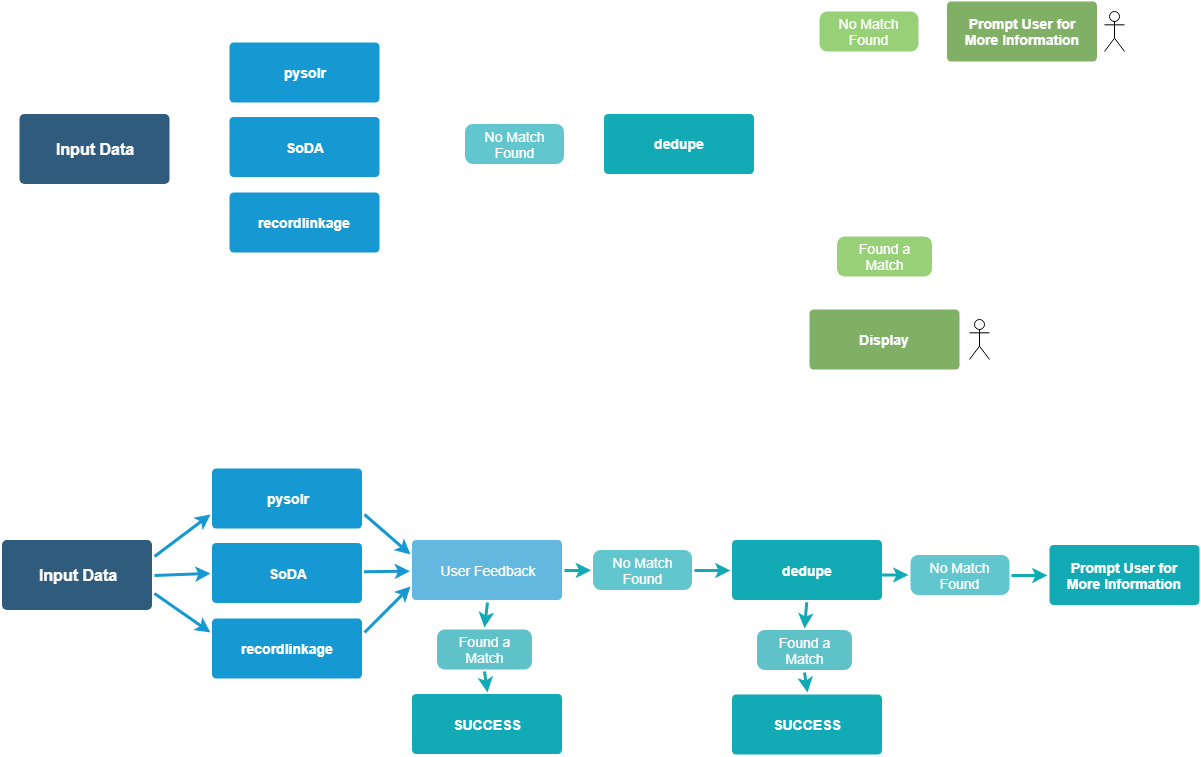 No Match
Found
Prompt User for
More Information
pysolr
Input Data
SoDA
No Match
Found
dedupe
recordlinkage
Found a
Match
Display
pysolr
Input Data
SoDA
recordlinkage
User Feedback
No Match
Found
dedupe
No Match
Found
Prompt User for
More Information
Found a
Match
Found a
Match
SUCCESS
SUCCESS